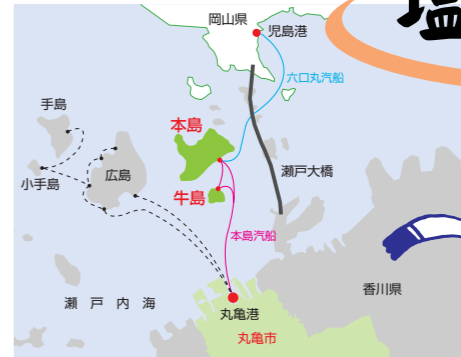 塩
岡山県
児島港
六口丸汽船
手島
本島
小手島
広島
瀬戸大橋
牛島
本島汽船
瀬戸内海
香川県
丸亀港
丸亀市